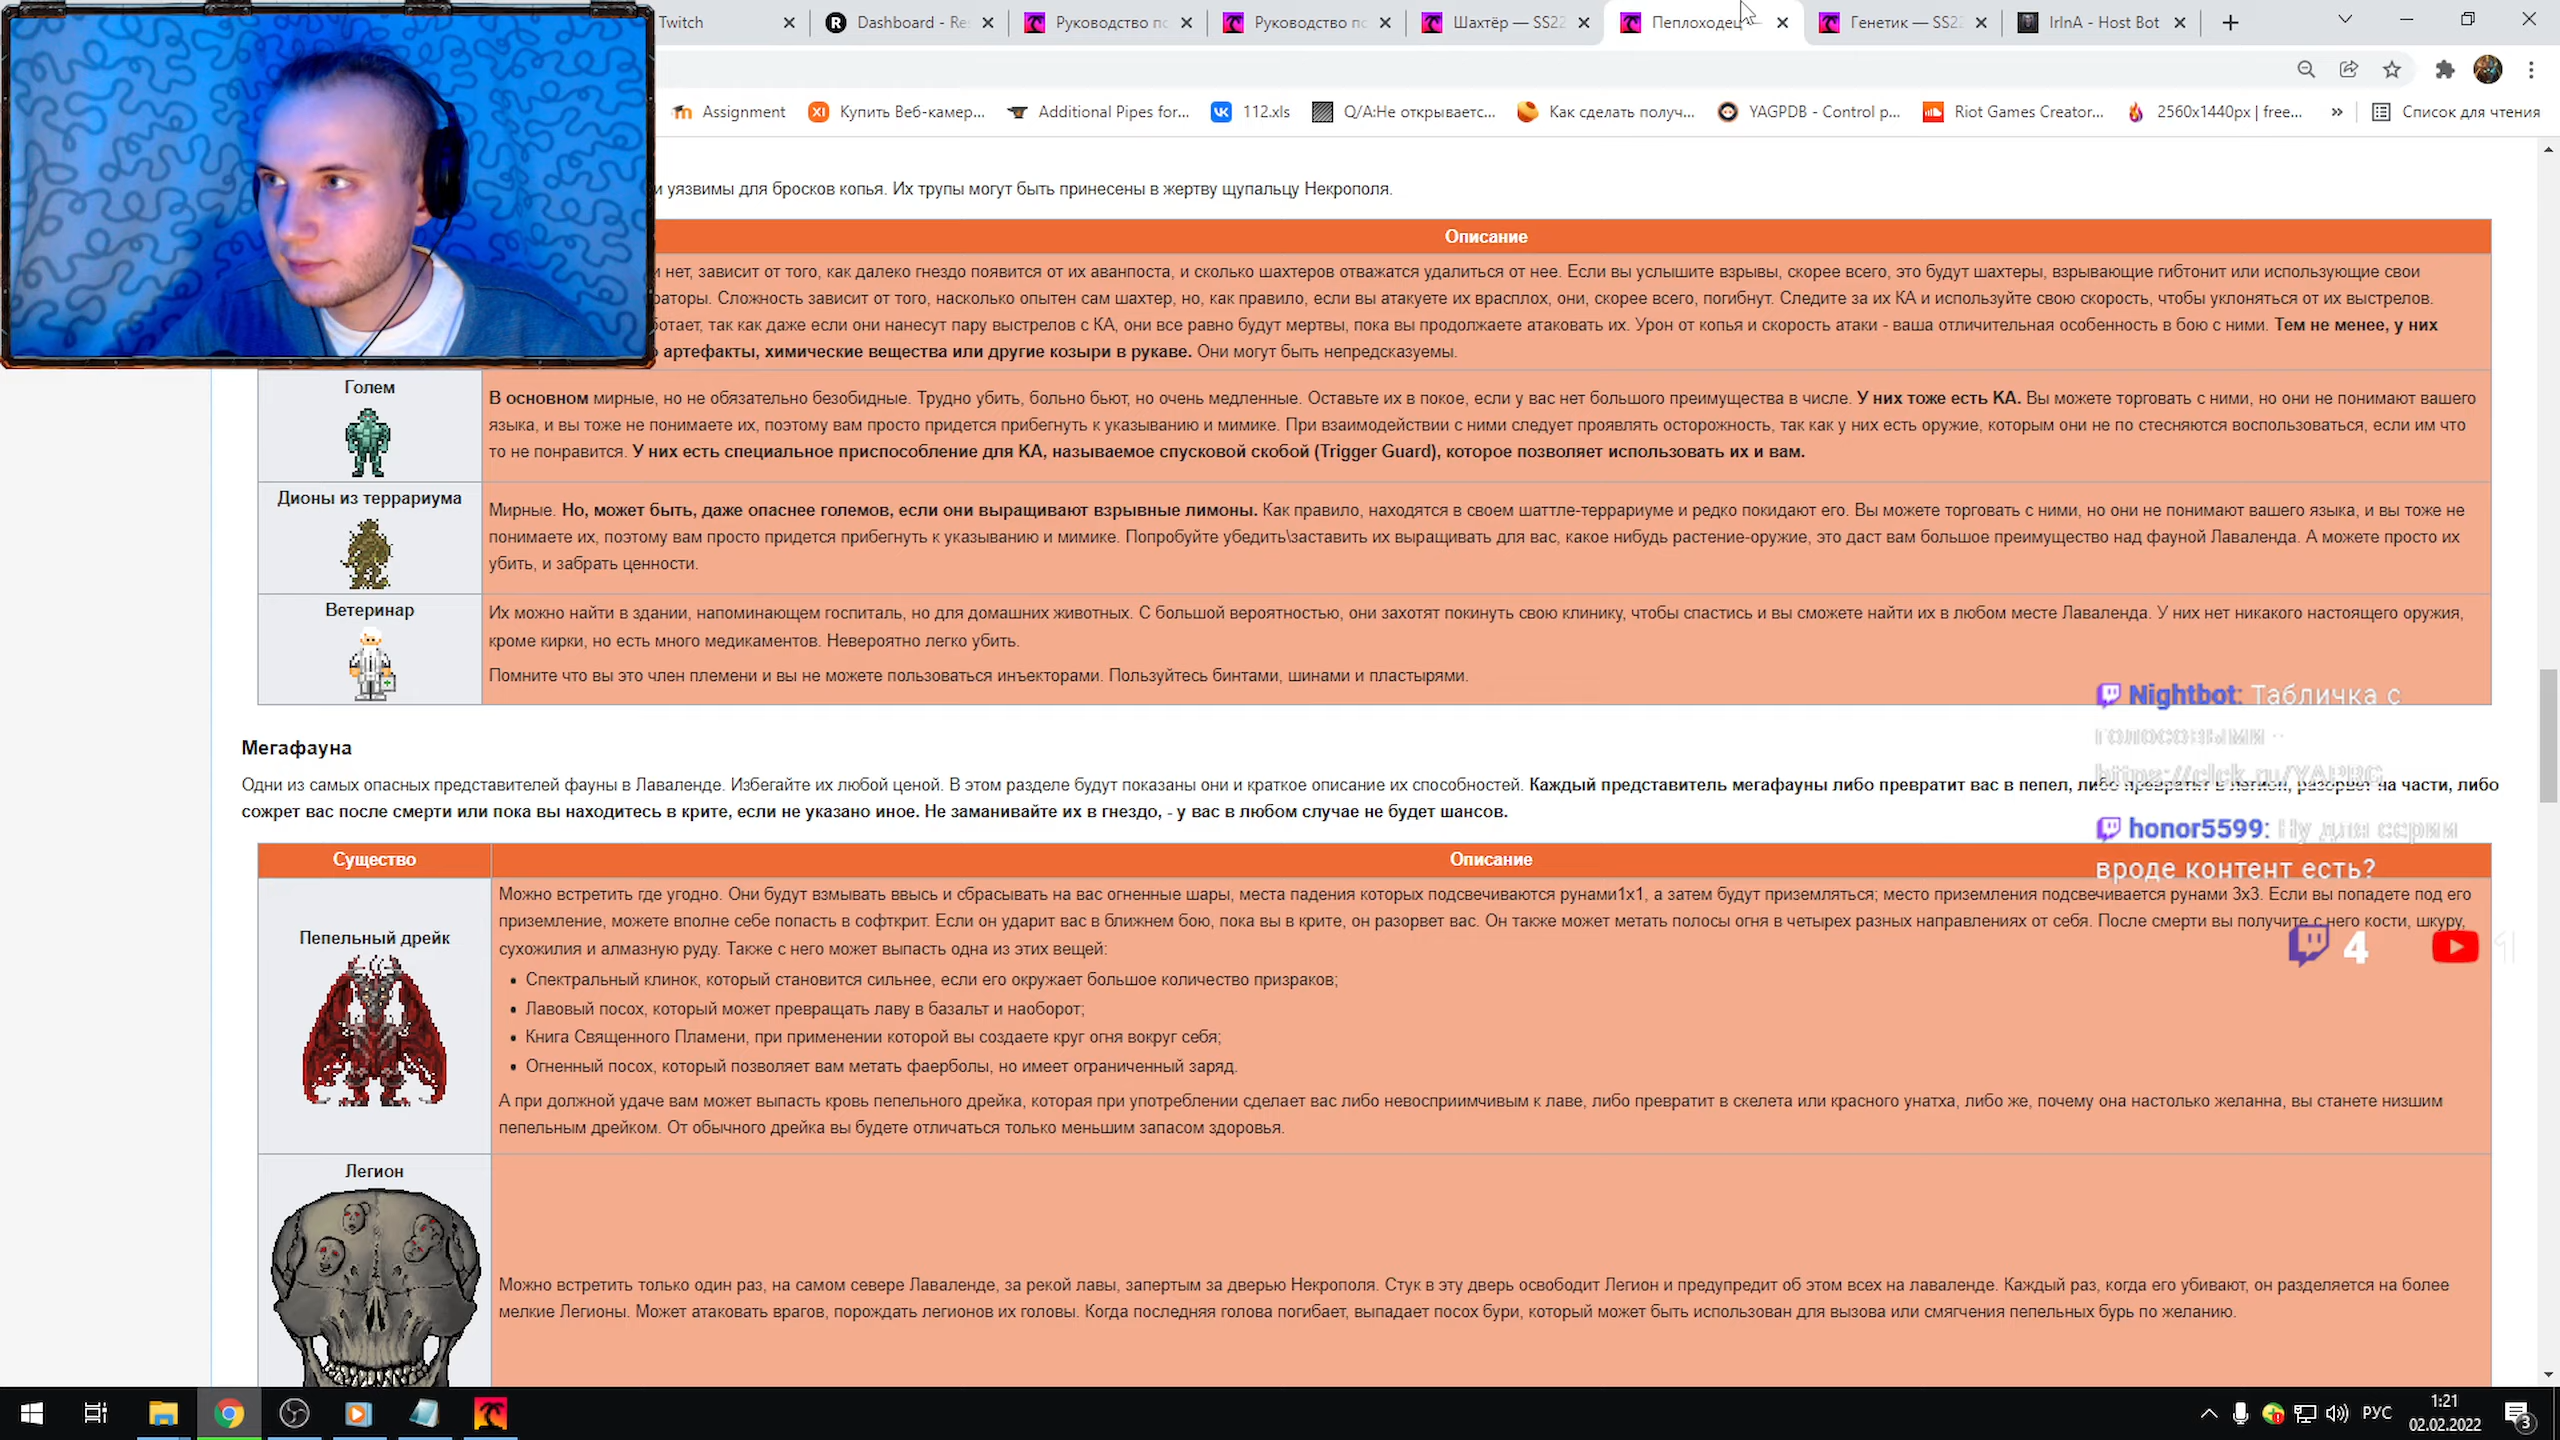 Twitch
Dashboard - Re
Руководство по
Руководство по
Шахтёр — SS22
Пеплоходец
Генетик — SS2
IrInA - Host Bot
Assignment
Купить Веб-камер...
Additional Pipes for...
112.xls
Q/A:Не открываетс...
Как сделать получ...
YAGPDB - Control p...
Riot Games Creator...
2560x1440px | free...
»
Список для чтения
и уязвимы для бросков копья. Их трупы могут быть принесены в жертву щупальцу Некрополя.
Описание
и нет, зависит от того, как далеко гнездо появится от их аванпоста, и сколько шахтеров отважатся удалиться от нее. Если вы услышите взрывы, скорее всего, это будут шахтеры, взрывающие гибтонит или использующие свои
раторы. Сложность зависит от того, насколько опытен сам шахтер, но, как правило, если вы атакуете их врасплох, они, скорее всего, погибнут. Следите за их КА и используйте свою скорость, чтобы уклоняться от их выстрелов.
ботает, так как даже если они нанесут пару выстрелов с КА, они все равно будут мертвы, пока вы продолжаете атаковать их. Урон от копья и скорость атаки - ваша отличительная особенность в бою с ними. Тем не менее, у них
артефакты, химические вещества или другие козыри в рукаве. Они могут быть непредсказуемы.
Голем
В основном мирные, но не обязательно безобидные. Трудно убить, больно бьют, но очень медленные. Оставьте их в покое, если у вас нет большого преимущества в числе. У них тоже есть КА. Вы можете торговать с ними, но они не понимают вашего
языка, и вы тоже не понимаете их, поэтому вам просто придется прибегнуть к указыванию и мимике. При взаимодействии с ними следует проявлять осторожность, так как у них есть оружие, которым они не по стесняются воспользоваться, если им что
то не понравится. У них есть специальное приспособление для КА, называемое спусковой скобой (Trigger Guard), которое позволяет использовать их и вам.
Дионы из террариума
Мирные. Но, может быть, даже опаснее големов, если они выращивают взрывные лимоны. Как правило, находятся в своем шаттле-террариуме и редко покидают его. Вы можете торговать с ними, но они не понимают вашего языка, и вы тоже не
понимаете их, поэтому вам просто придется прибегнуть к указыванию и мимике. Попробуйте убедить\заставить их выращивать для вас, какое нибудь растение-оружие, это даст вам большое преимущество над фауной Лаваленда. А можете просто их
убить, и забрать ценности.
Ветеринар
Их можно найти в здании, напоминающем госпиталь, но для домашних животных. С большой вероятностью, они захотят покинуть свою клинику, чтобы спастись и вы сможете найти их в любом месте Лаваленда. У них нет никакого настоящего оружия,
кроме кирки, но есть много медикаментов. Невероятно легко убить.
Помните что вы это член племени и вы не можете пользоваться инъекторами. Пользуйтесь бинтами, шинами и пластырями.
Nightbot: Табличка с
голосовыми -
Мегафауна
Одни из самых опасных представителей фауны в Лаваленде. Избегайте их любой ценой. В этом разделе будут показаны они и краткое описание их способностей. Каждый представитель мегафауны либо превратит вас в пепел, либо превратит в легион, разорвет на части, либо
сожрет вас после смерти или пока вы находитесь в крите, если не указано иное. Не заманивайте их в гнездо, - у вас в любом случае не будет шансов.
honor5599: Ну для серии
вроде контент есть?
Существо
Описание
Пепельный дрейк
Можно встретить где угодно. Они будут взмывать ввысь и сбрасывать на вас огненные шары, места падения которых подсвечиваются рунами1x1, а затем будут приземляться; место приземления подсвечивается рунами 3x3. Если вы попадете под его
приземление, можете вполне себе попасть в софткрит. Если он ударит вас в ближнем бою, пока вы в крите, он разорвет вас. Он также может метать полосы огня в четырех разных направлениях от себя. После смерти вы получите с него кости, шкуру,
сухожилия и алмазную руду. Также с него может выпасть одна из этих вещей:
4
1
• Спектральный клинок, который становится сильнее, если его окружает большое количество призраков;
• Лавовый посох, который может превращать лаву в базальт и наоборот;
• Книга Священного Пламени, при применении которой вы создаете круг огня вокруг себя;
• Огненный посох, который позволяет вам метать фаерболы, но имеет ограниченный заряд.
А при должной удаче вам может выпасть кровь пепельного дрейка, которая при употреблении сделает вас либо невосприимчивым к лаве, либо превратит в скелета или красного унатха, либо же, почему она настолько желанна, вы станете низшим
пепельным дрейком. От обычного дрейка вы будете отличаться только меньшим запасом здоровья.
Легион
Можно встретить только один раз, на самом севере Лаваленде, за рекой лавы, запертым за дверью Некрополя. Стук в эту дверь освободит Легион и предупредит об этом всех на лаваленде. Каждый раз, когда его убивают, он разделяется на более
мелкие Легионы. Может атаковать врагов, порождать легионов их головы. Когда последняя голова погибает, выпадает посох бури, который может быть использован для вызова или смягчения пепельных бурь по желанию.
РУС
1:21
02.02.2022
3